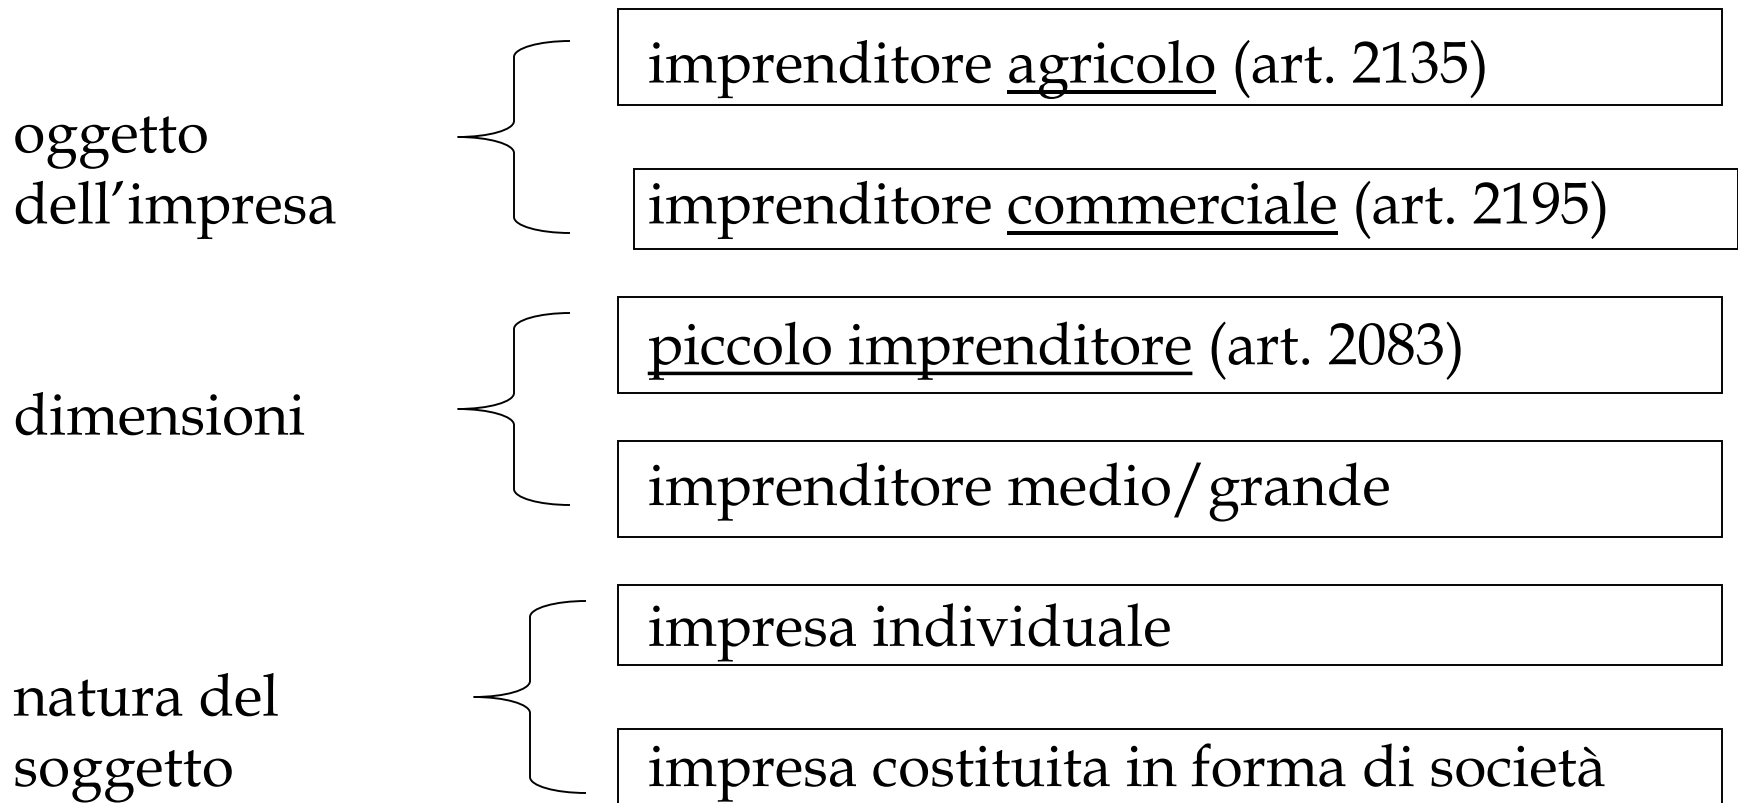 oggetto
dell’impresa
imprenditore agricolo (art. 2135)
imprenditore commerciale (art. 2195)
dimensioni
piccolo imprenditore (art. 2083)
imprenditore medio/grande
natura del
soggetto
impresa individuale
impresa costituita in forma di società